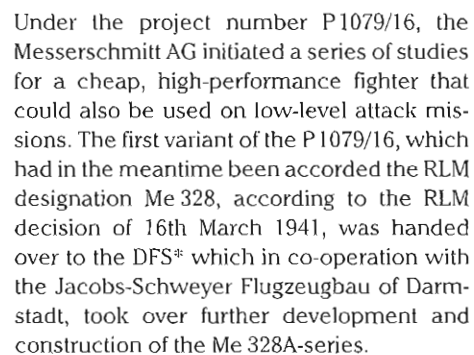 Under the project number P 1079/16, the
Messerschmitt AG initiated a series of studies
for a cheap, high-performance fighter that
could also be used on low-level attack mis-
sions. The first variant of the P 1079/16, which
had in the meantime been accorded the RLM
designation Me 328, according to the RLM
decision of 16th March 1941, was handed
over to the DFS* which in co-operation with
the Jacobs-Schweyer Flugzeugbau of Darm-
stadt, took over further development and
construction of the Me 328A-series.